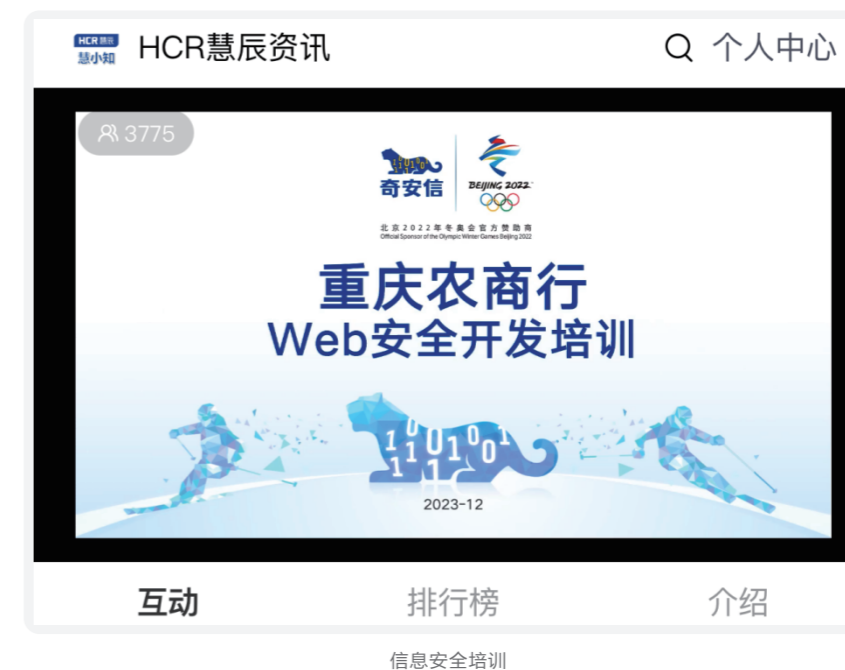 HCR慧辰
慧小知
HCR慧辰资讯
个人中心
3775
奇安信
BEIJING 2022
北京2022年冬奥会官方赞助商
Official Sponsor of the Olympic Winter Games Beijing 2022
重庆农商行
Web安全开发培训
2023-12
互动
排行榜
介绍
信息安全培训